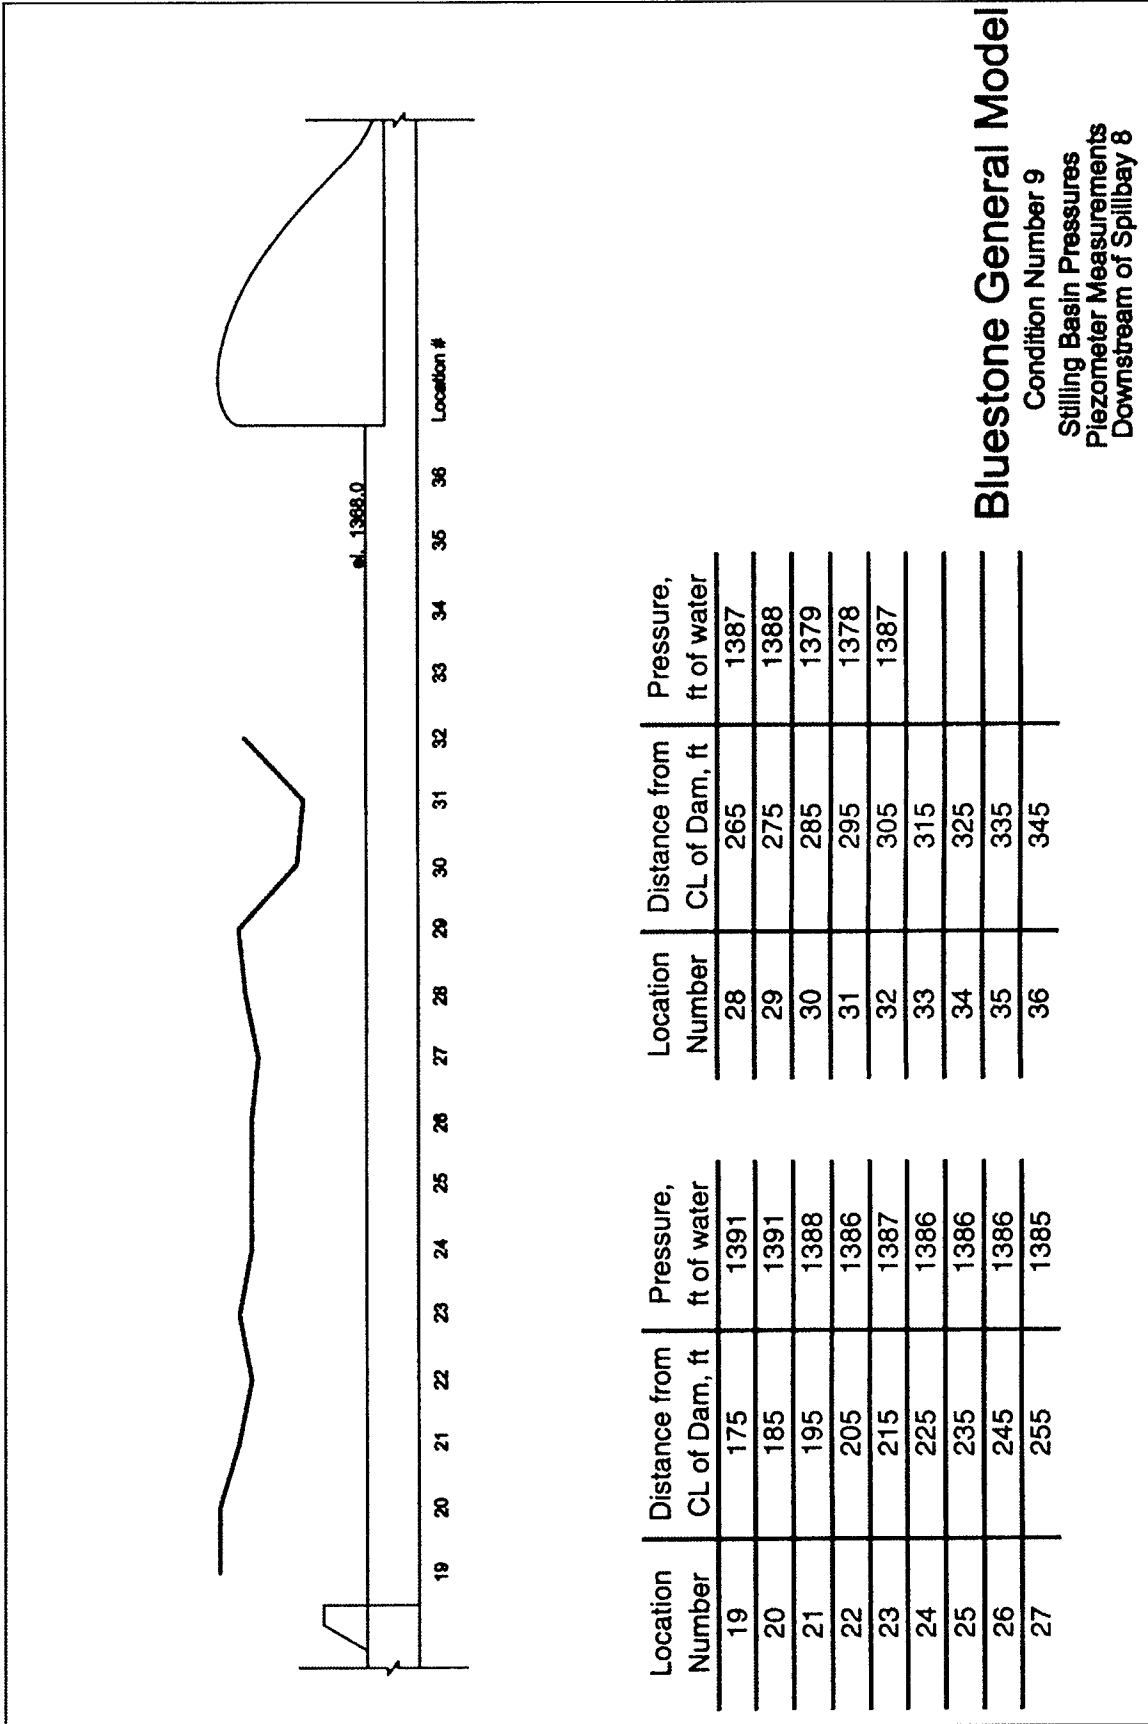 el. 1368.0
19 20 21 22 23 24 25 26 27 28 29 30 31 32 33 34 35 36 Location #
Location Number | Distance from CL of Dam, ft | Pressure, ft of water
19 | 175 | 1391
20 | 185 | 1391
21 | 195 | 1388
22 | 205 | 1386
23 | 215 | 1387
24 | 225 | 1386
25 | 235 | 1386
26 | 245 | 1386
27 | 255 | 1385
Location Number | Distance from CL of Dam, ft | Pressure, ft of water
28 | 265 | 1387
29 | 275 | 1388
30 | 285 | 1379
31 | 295 | 1378
32 | 305 | 1387
33 | 315
34 | 325
35 | 335
36 | 345
Bluestone General Model
Condition Number 9
Stilling Basin Pressures
Piezometer Measurements
Downstream of Spillbay 8